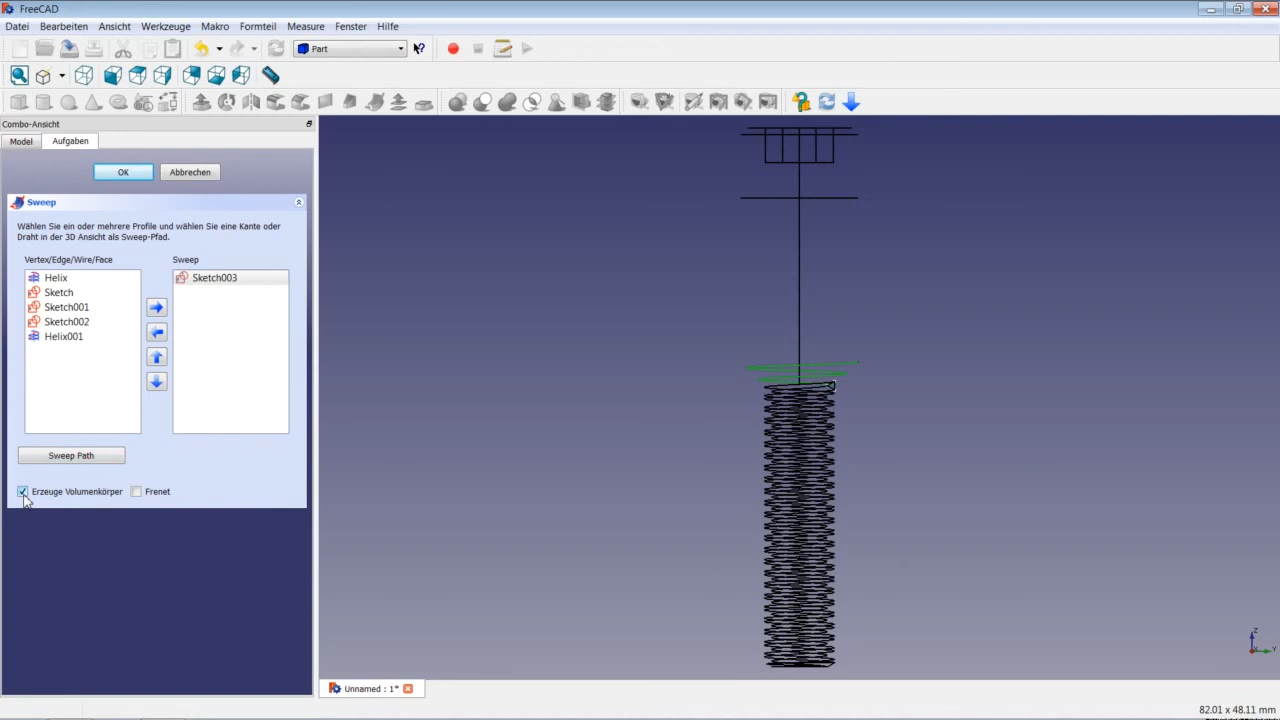 FreeCAD
Datei Bearbeiten Ansicht Werkzeuge Makro Formteil Measure Fenster Hilfe
Part
Combo-Ansicht
Model Aufgaben
OK Abbrechen
Sweep
Wählen Sie ein oder mehrere Profile und wählen Sie eine Kante oder
Draht in der 3D Ansicht als Sweep-Pfad.
Vertex/Edge/Wire/Face Sweep
Helix Sketch003
Sketch
Sketch001
Sketch002
Helix001
Sweep Path
Erzeuge Volumenkörper Frenet
Z
Y
Unnamed : 1*
82.01 x 48.11 mm